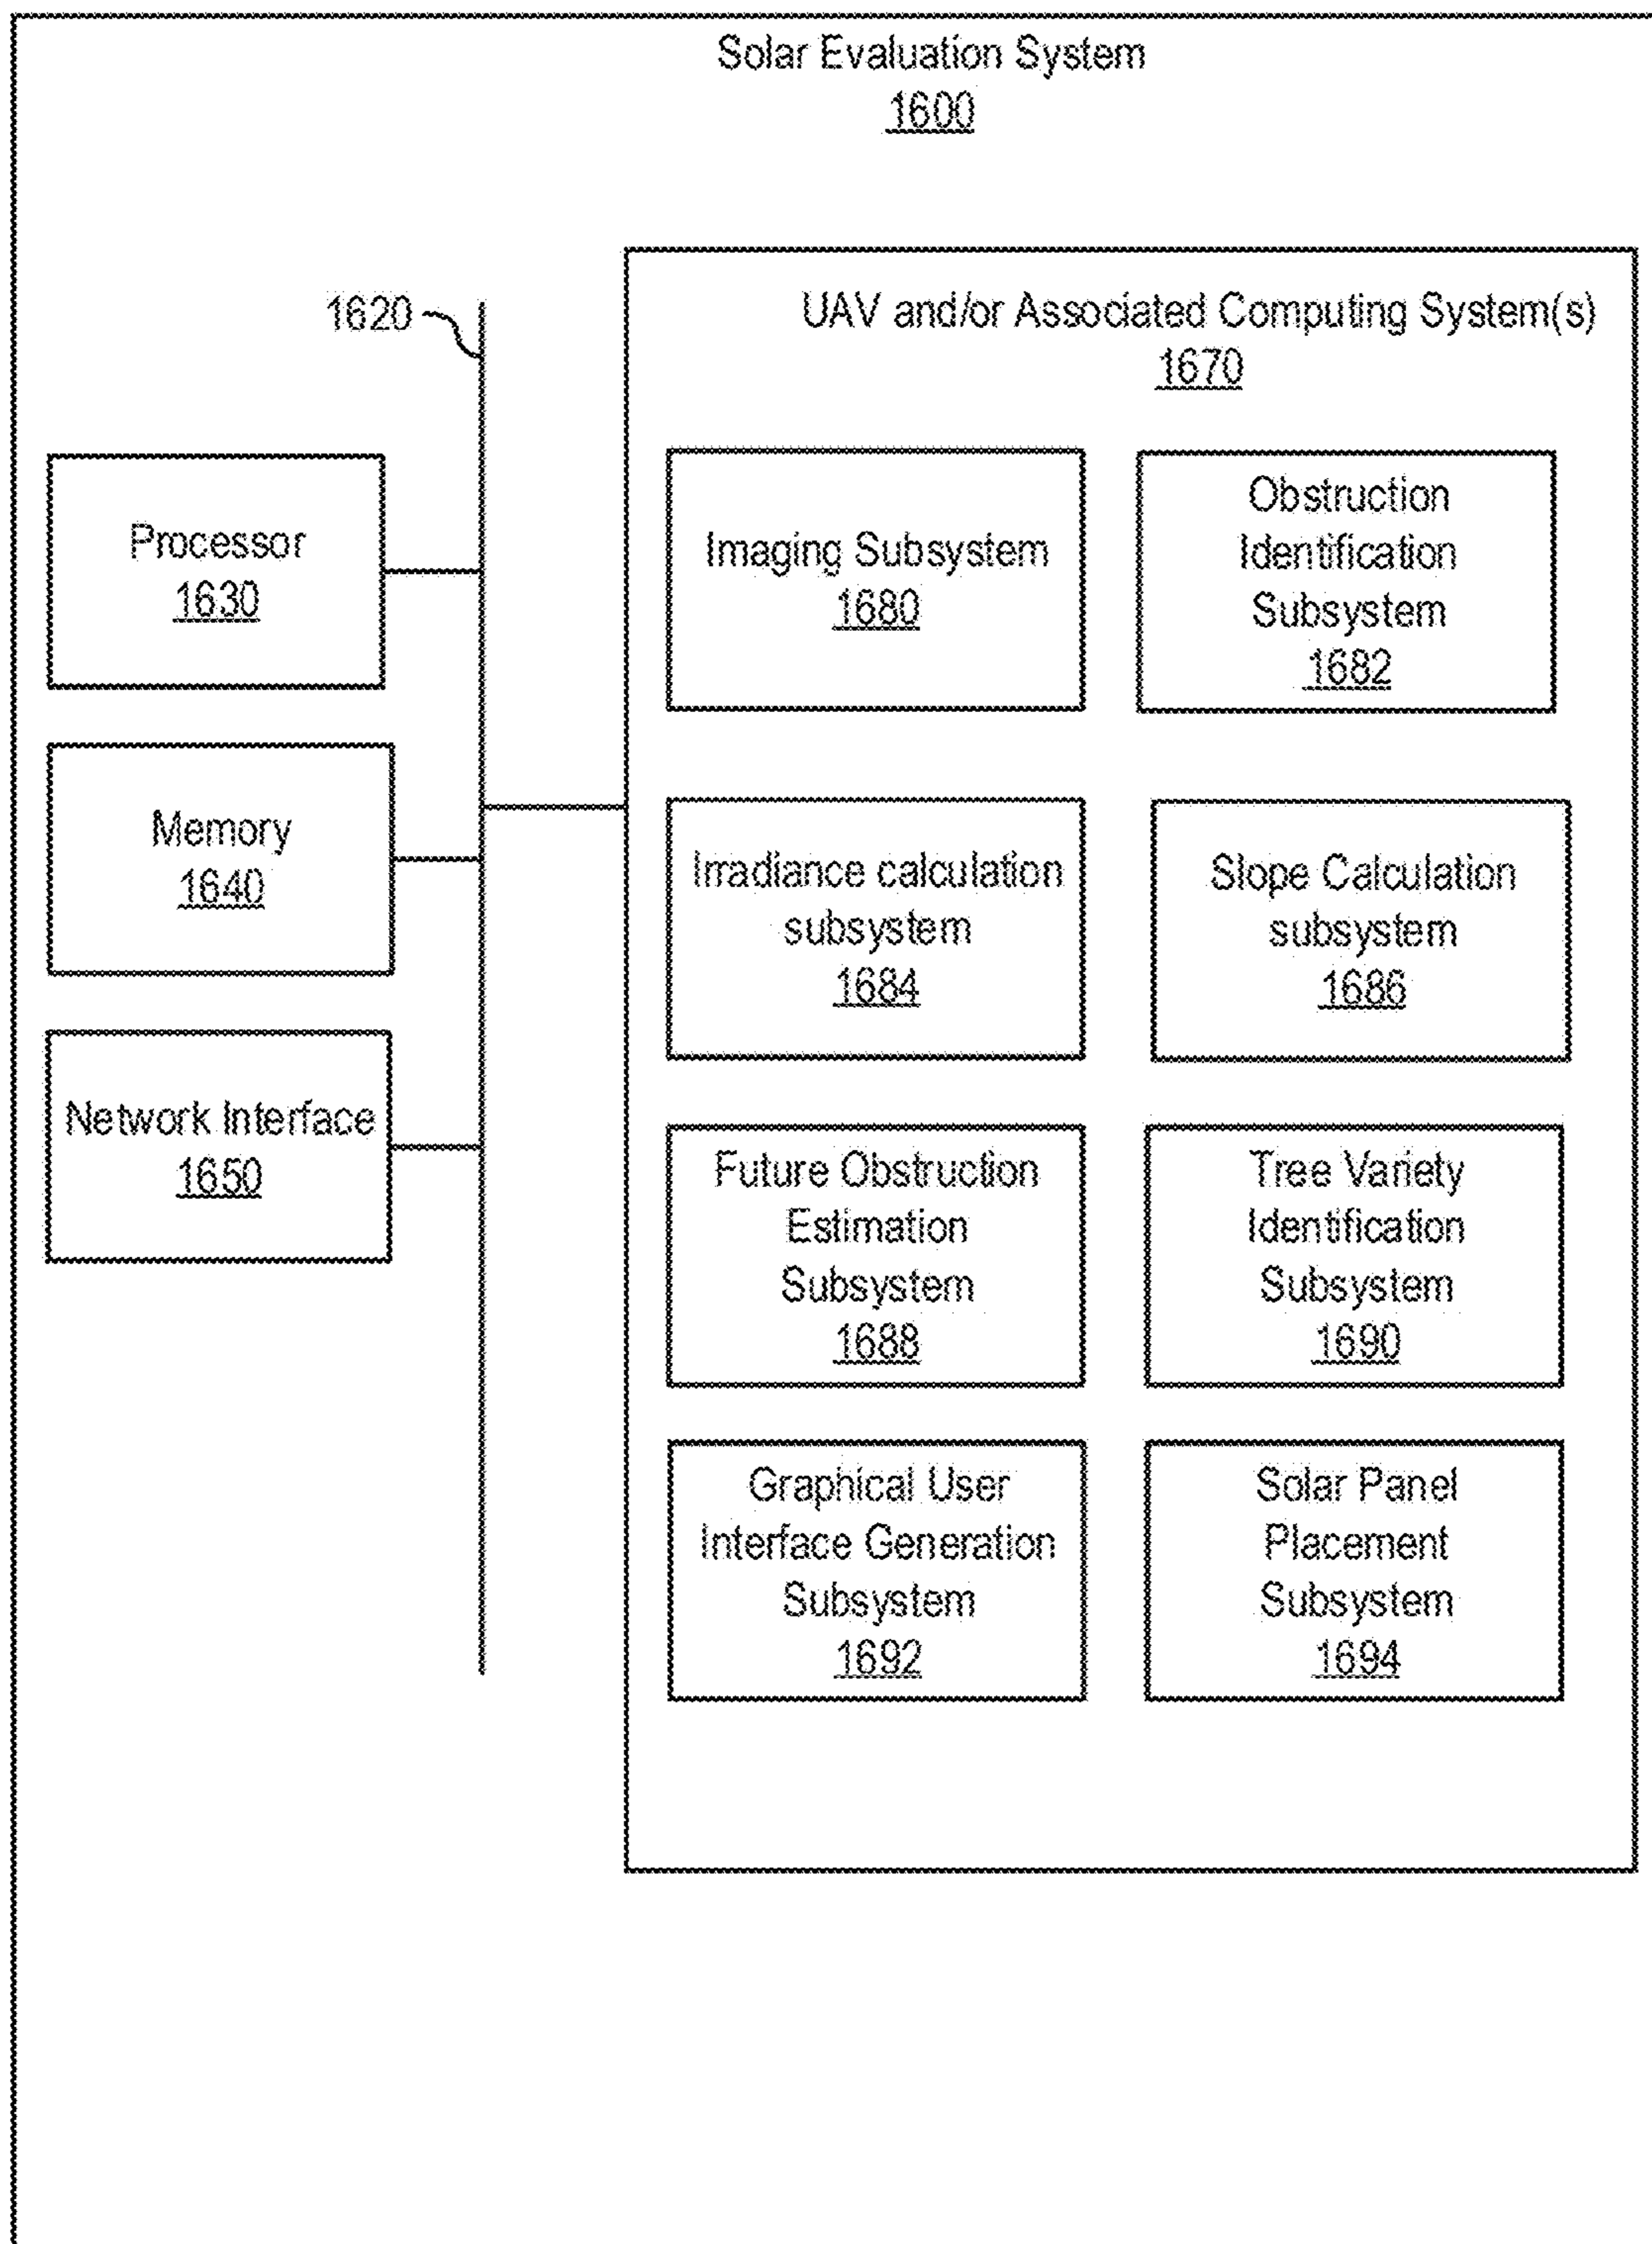 Solar Evaluation System
1600
1620
UAV and/or Associated Computing System(s)
1670
Processor
1630
Memory
1640
Network Interface
1650
Imaging Subsystem
1680
Obstruction
Identification
Subsystem
1682
Irradiance calculation
subsystem
1684
Slope Calculation
subsystem
1686
Future Obstruction
Estimation
Subsystem
1688
Tree Variety
Identification
Subsystem
1690
Graphical User
Interface Generation
Subsystem
1692
Solar Panel
Placement
Subsystem
1694